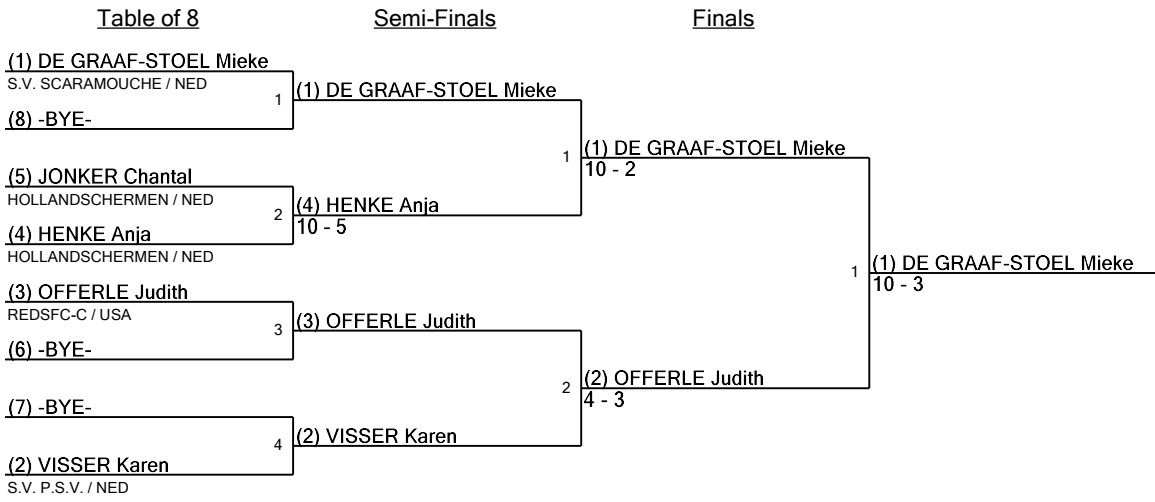 Table of 8
Semi-Finals
Finals
(1) DE GRAAF-STOEL Mieke
S.V. SCARAMOUCHE / NED
1
(8) -BYE-
(5) JONKER Chantal
HOLLANDSCHERMEN / NED
2
(4) HENKE Anja
HOLLANDSCHERMEN / NED
(3) OFFERLE Judith
REDSFC-C / USA
3
(6) -BYE-
(7) -BYE-
4
(2) VISSER Karen
S.V. P.S.V. / NED
(1) DE GRAAF-STOEL Mieke
1
(4) HENKE Anja
10 - 5
(3) OFFERLE Judith
2
(2) VISSER Karen
(1) DE GRAAF-STOEL Mieke
10 - 2
1
(2) OFFERLE Judith
4 - 3
(1) DE GRAAF-STOEL Mieke
10 - 3